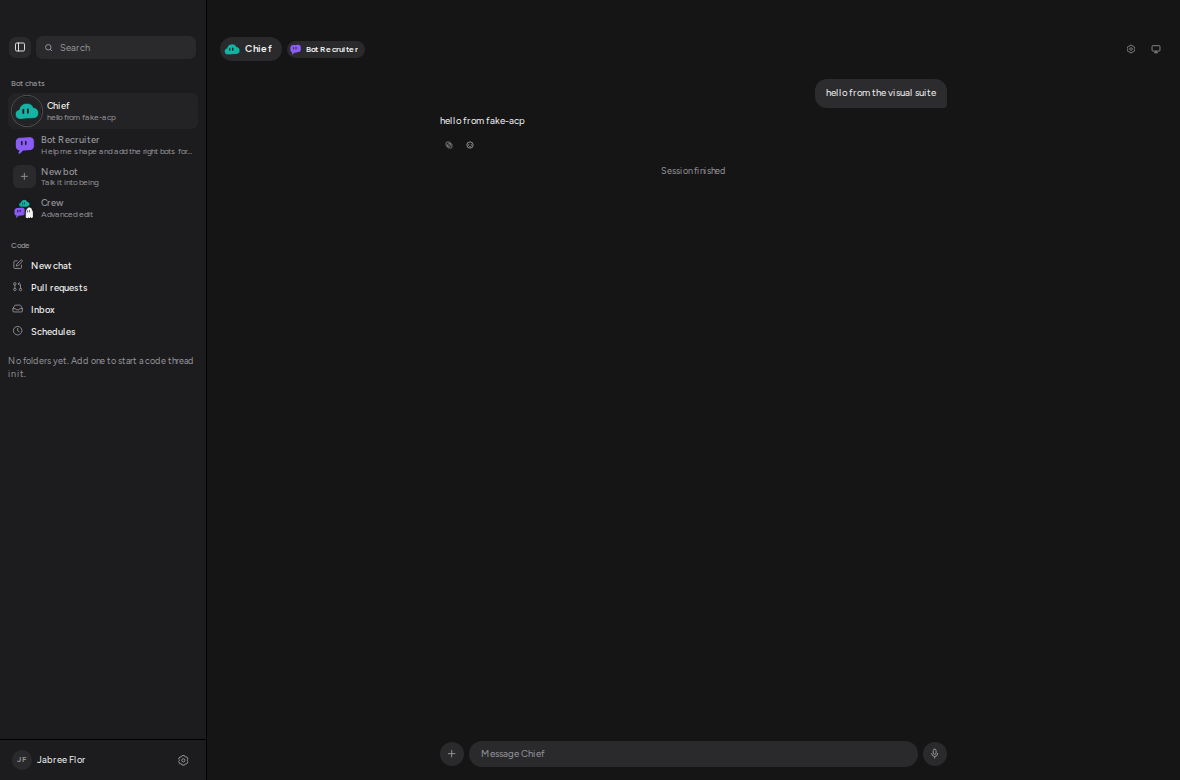 Search
Bot chats
Chief
hello from fake-acp
Bot Recruiter
Help me shape and add the right bots for...
New bot
Talk it into being
Crew
Advanced edit
Code
New chat
Pull requests
Inbox
Schedules
No folders yet. Add one to start a code thread
in it.
JF
Jabree Flor
Chief
Bot Recruiter
hello from the visual suite
hello from fake-acp
Session finished
Message Chief